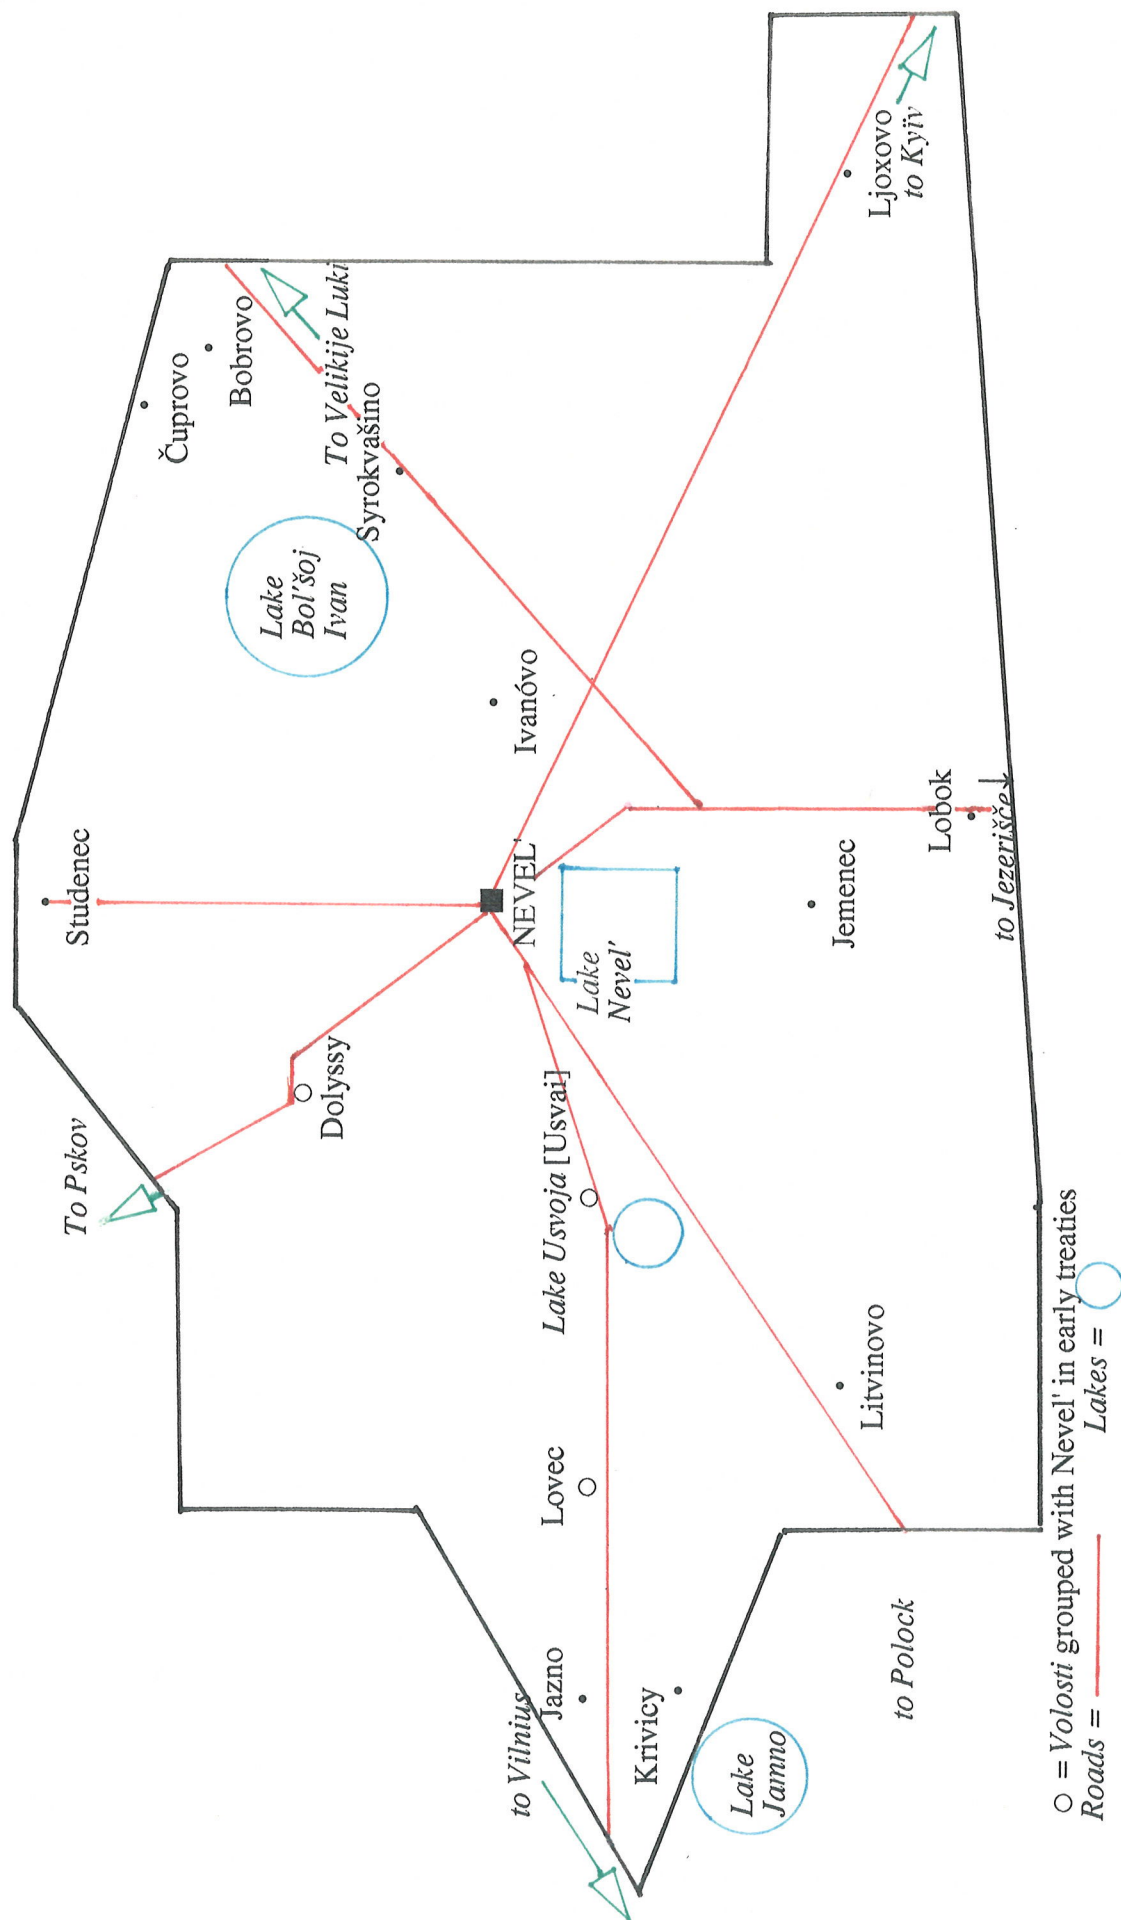 Studenec
Čuprovo
Bobrovo
To Pskov
To Velikije Luki
Syrokvašino
Lake
Bol'šoj
Ivan
Dolyssy
NEVEL'
Ivanóvo
to Vilnius
Jazno
Lovec
Lake Usvoja [Usvai]
Lake
Nevel'
Krivicy
Lake
Jamno
Litvinovo
Jemenec
Lobok
Ljoxovo
to Kyïv
to Polock
to Jezerišče↓
O = Volosti grouped with Nevel' in early treaties
Roads =
Lakes =